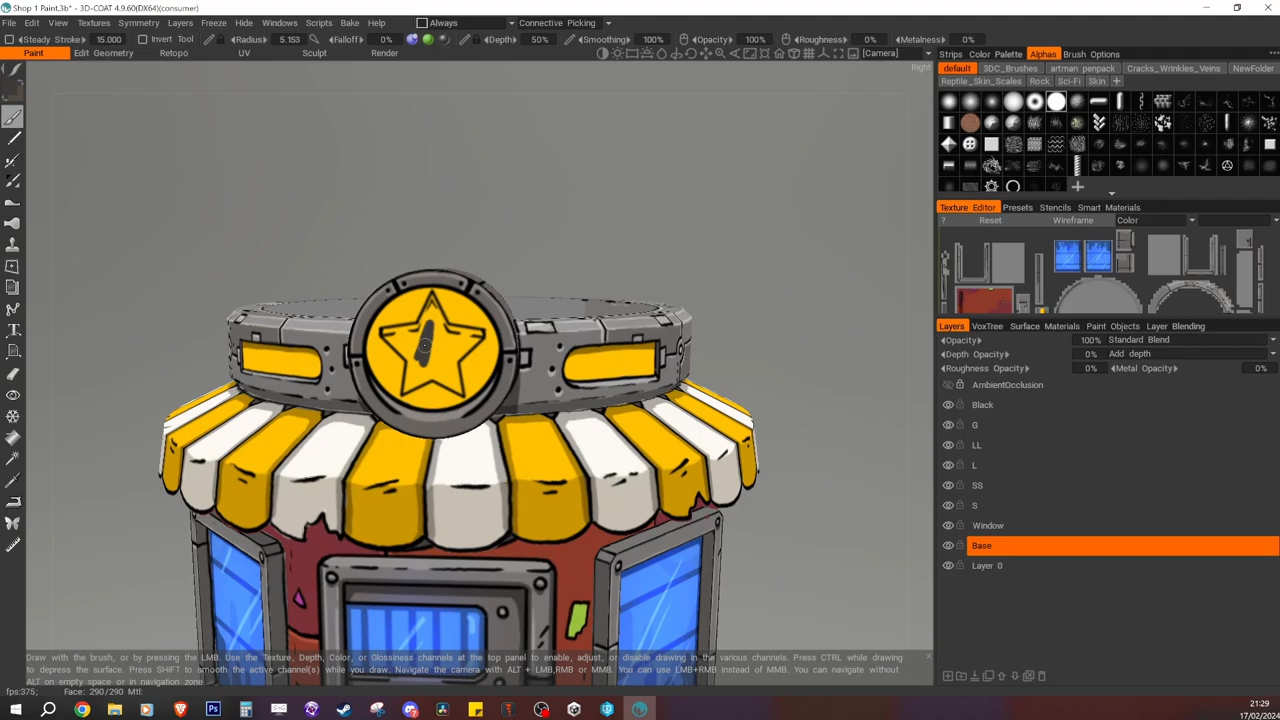 Shop 1 Paint.3b* - 3D-COAT 4.9.60(DX64)(consumer)
File Edit View Textures Symmetry Layers Freeze Hide Windows Scripts Bake Help Always Connective Picking
Steady Stroke 15.000 Invert Tool Radius 5.153 Falloff 0% Depth 50% Smoothing 100% Opacity 100% Roughness 0% Metalness 0%
Paint Edit Geometry Retopo UV Sculpt Render [Camera]
Strips Color Palette Alphas Brush Options
Right
default 3DC_Brushes artman penpack Cracks_Wrinkles_Veins NewFolder
Reptile_Skin_Scales Rock Sci-Fi Skin +
Texture Editor Presets Stencils Smart Materials
? Reset Wireframe Color
Layers VoxTree Surface Materials Paint Objects Layer Blending
Opacity 100% Standard Blend
Depth Opacity 0% Add depth
Roughness Opacity 0% Metal Opacity 0%
AmbientOcclusion
Black
G
LL
L
SS
S
Window
Base
Layer 0
Draw with the brush, or by pressing the LMB. Use the Texture, Depth, Color, or Glossiness channels at the top panel to enable, adjust, or disable drawing in the various channels. Press CTRL while drawing
to depress the surface. Press SHIFT to smooth the active channel(s) while you draw. Navigate the camera with ALT + LMB,RMB or MMB. You can use LMB+RMB instead of MMB. You can navigate without
ALT on empty space or in navigation zone
fps:375; Face: 290/290 Mtl:
21:29
17/02/2024